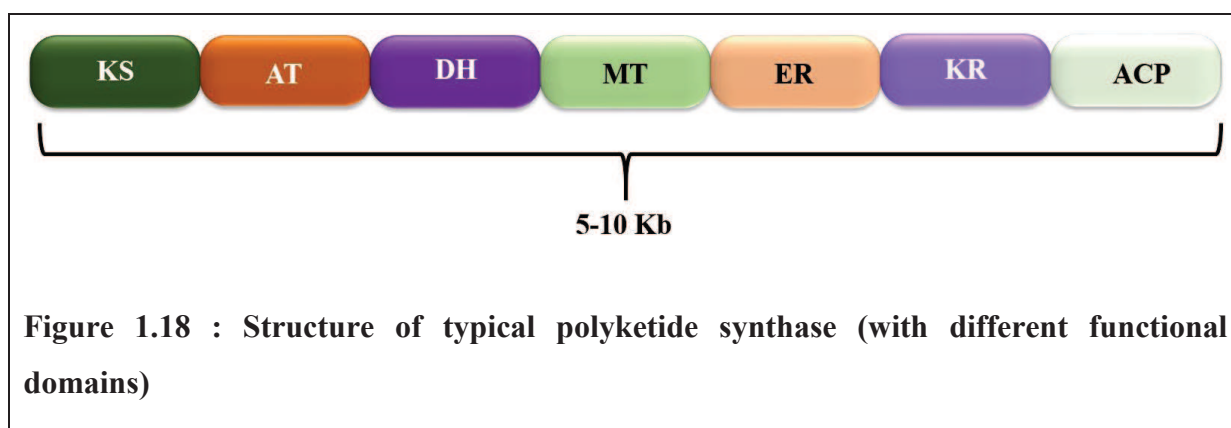 KS AT DH MT ER KR ACP
5-10 Kb
Figure 1.18 : Structure of typical polyketide synthase (with different functional
domains)